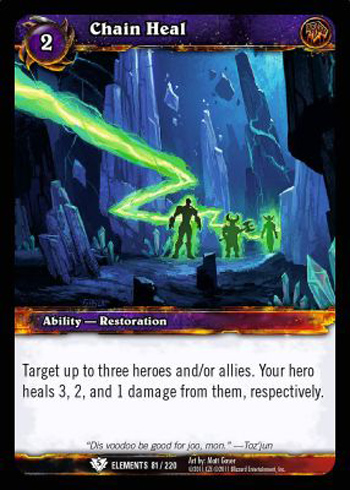 2
Chain Heal
Ability — Restoration
Target up to three heroes and/or allies. Your hero
heals 3, 2, and 1 damage from them, respectively.
"Dis voodoo be good for joo, mon." —Toz'jun
ELEMENTS 81 / 220
Art by: Matt Gaser